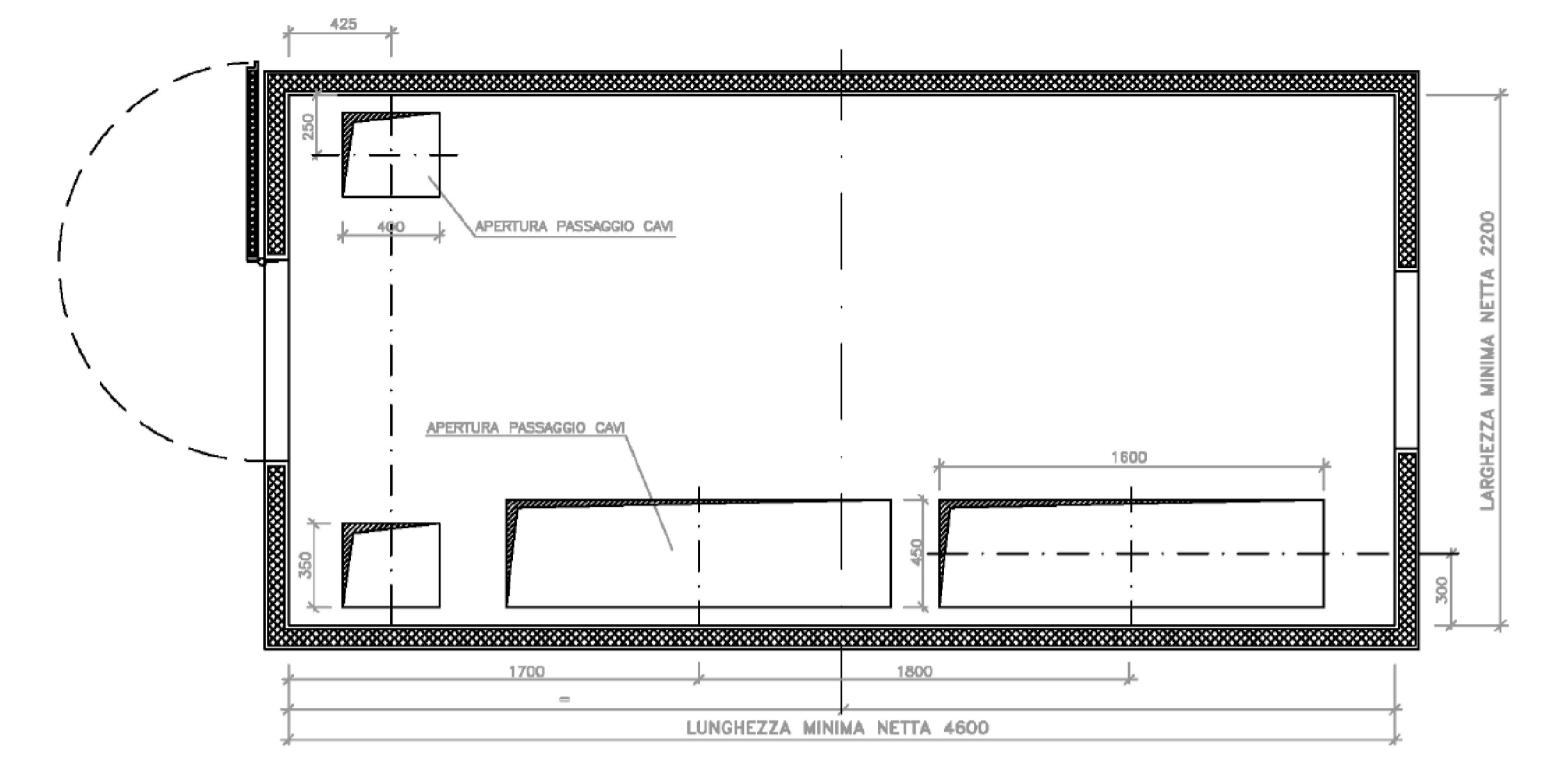 425
250
400
APERTURA PASSAGGIO CAVI
LARGHEZZA MINIMA NETTA 2200
APERTURA PASSAGGIO CAVI
1600
350
450
300
1700
1800
=
LUNGHEZZA MINIMA NETTA 4600